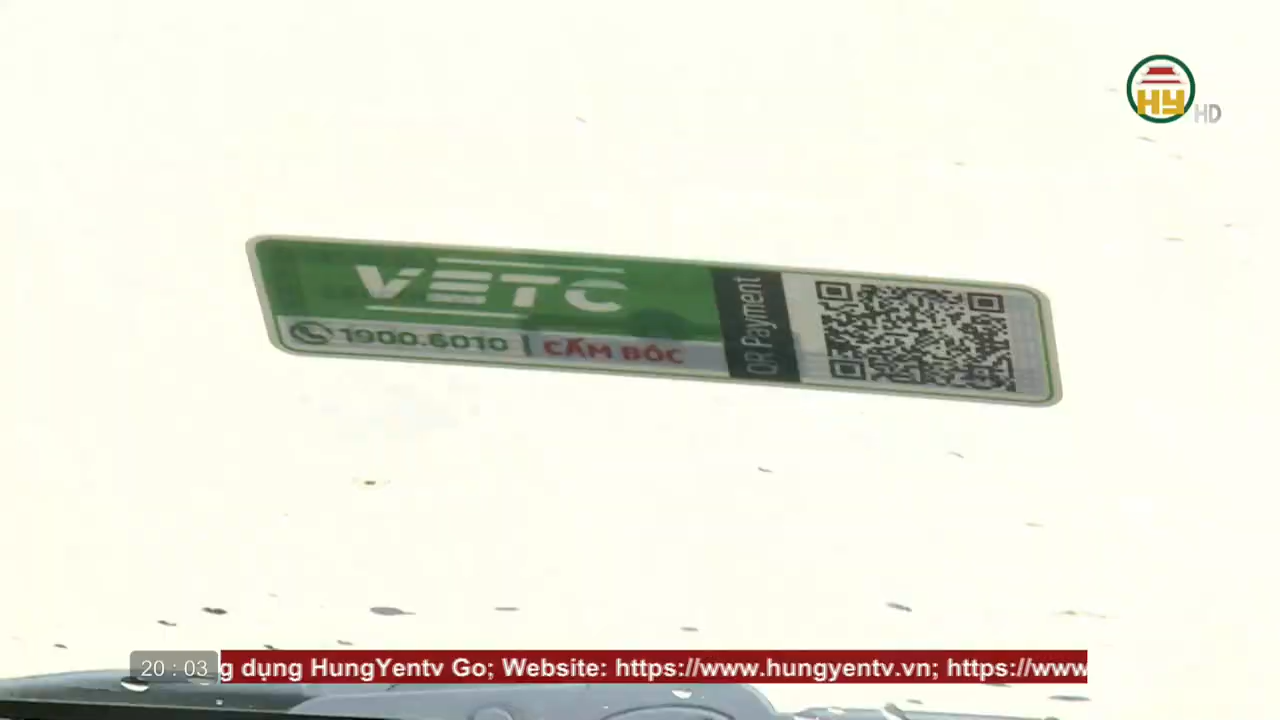 HY HD
VETC
1900.6010 | CẤM BÓC
QR Payment
20 : 03
g dụng HungYentv Go; Website: https://www.hungyentv.vn; https://www